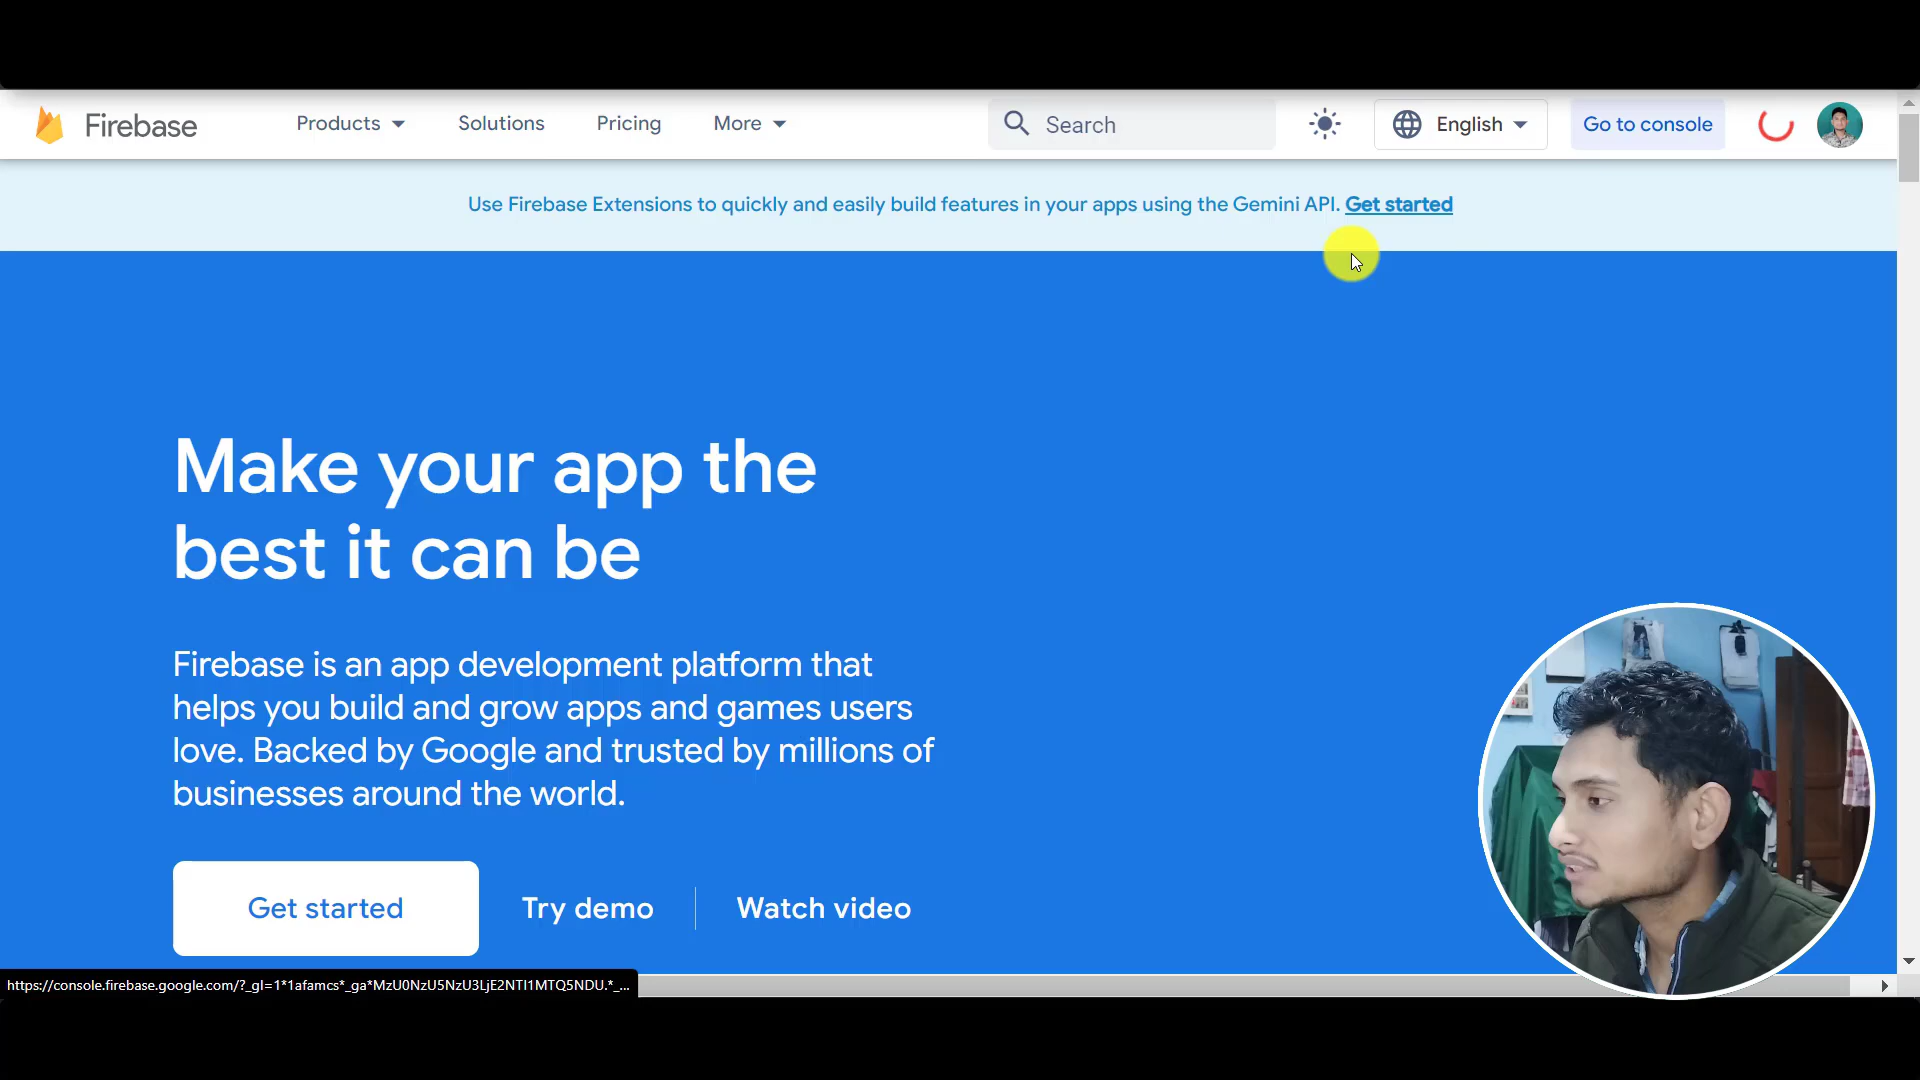 Firebase
Products
Solutions
Pricing
More
Search
English
Go to console
Use Firebase Extensions to quickly and easily build features in your apps using the Gemini API. Get started
Make your app the
best it can be
Firebase is an app development platform that
helps you build and grow apps and games users
love. Backed by Google and trusted by millions of
businesses around the world.
Get started
Try demo
Watch video
https://console.firebase.google.com/?_gl=1*1afamcs*_ga*MzU0NzU5NzU3LjE2NTI1MTQ5NDU.*_...